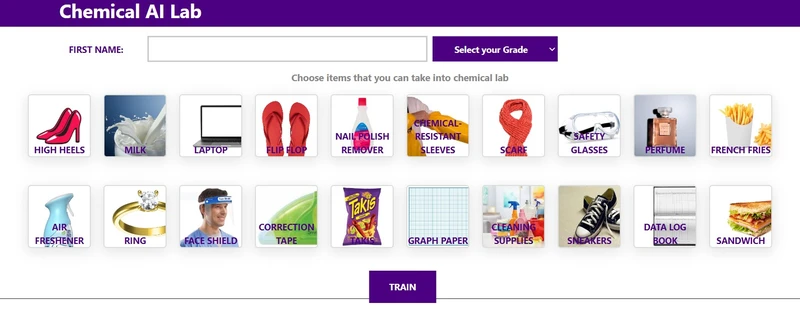 Chemical AI Lab
FIRST NAME:
Select your Grade
Choose items that you can take into chemical lab
HIGH HEELS
MILK
LAPTOP
FLIP FLOP
NAIL POLISH
REMOVER
CHEMICAL-
RESISTANT
SLEEVES
SCARF
SAFETY
GLASSES
PERFUME
FRENCH FRIES
AIR
FRESHENER
RING
FACE SHIELD
CORRECTION
TAPE
Takis
TAKIS
GRAPH PAPER
CLEANING
SUPPLIES
SNEAKERS
DATA LOG
BOOK
SANDWICH
TRAIN